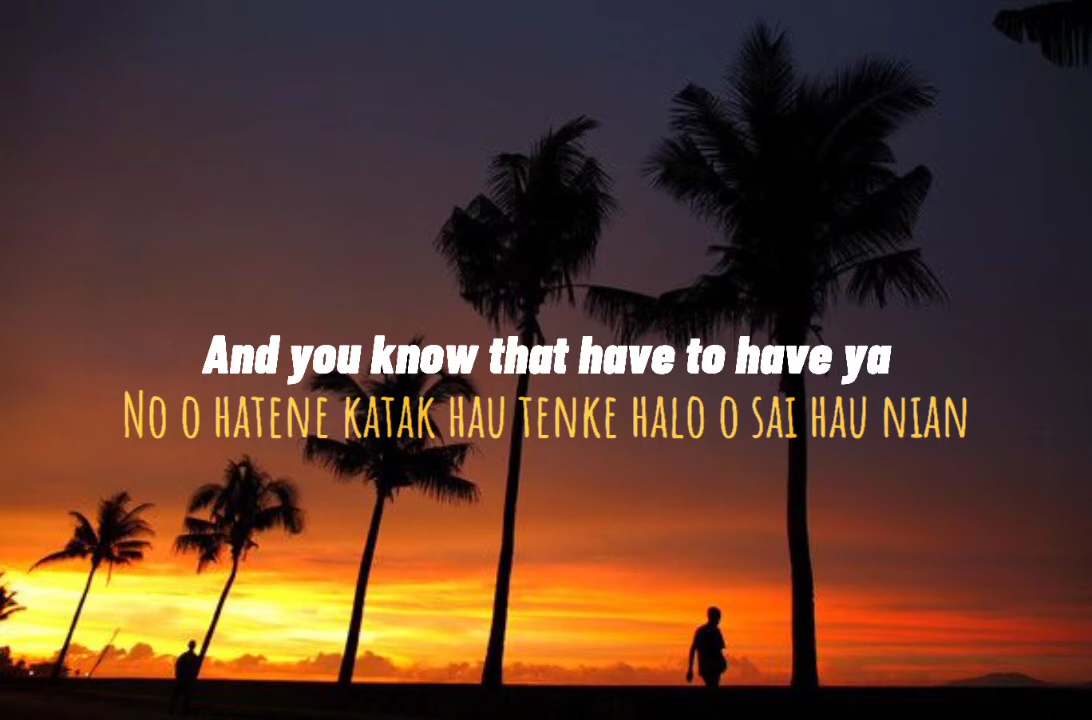 And you know that have to have ya
No o hatene katak hau tenke halo o sai hau nian